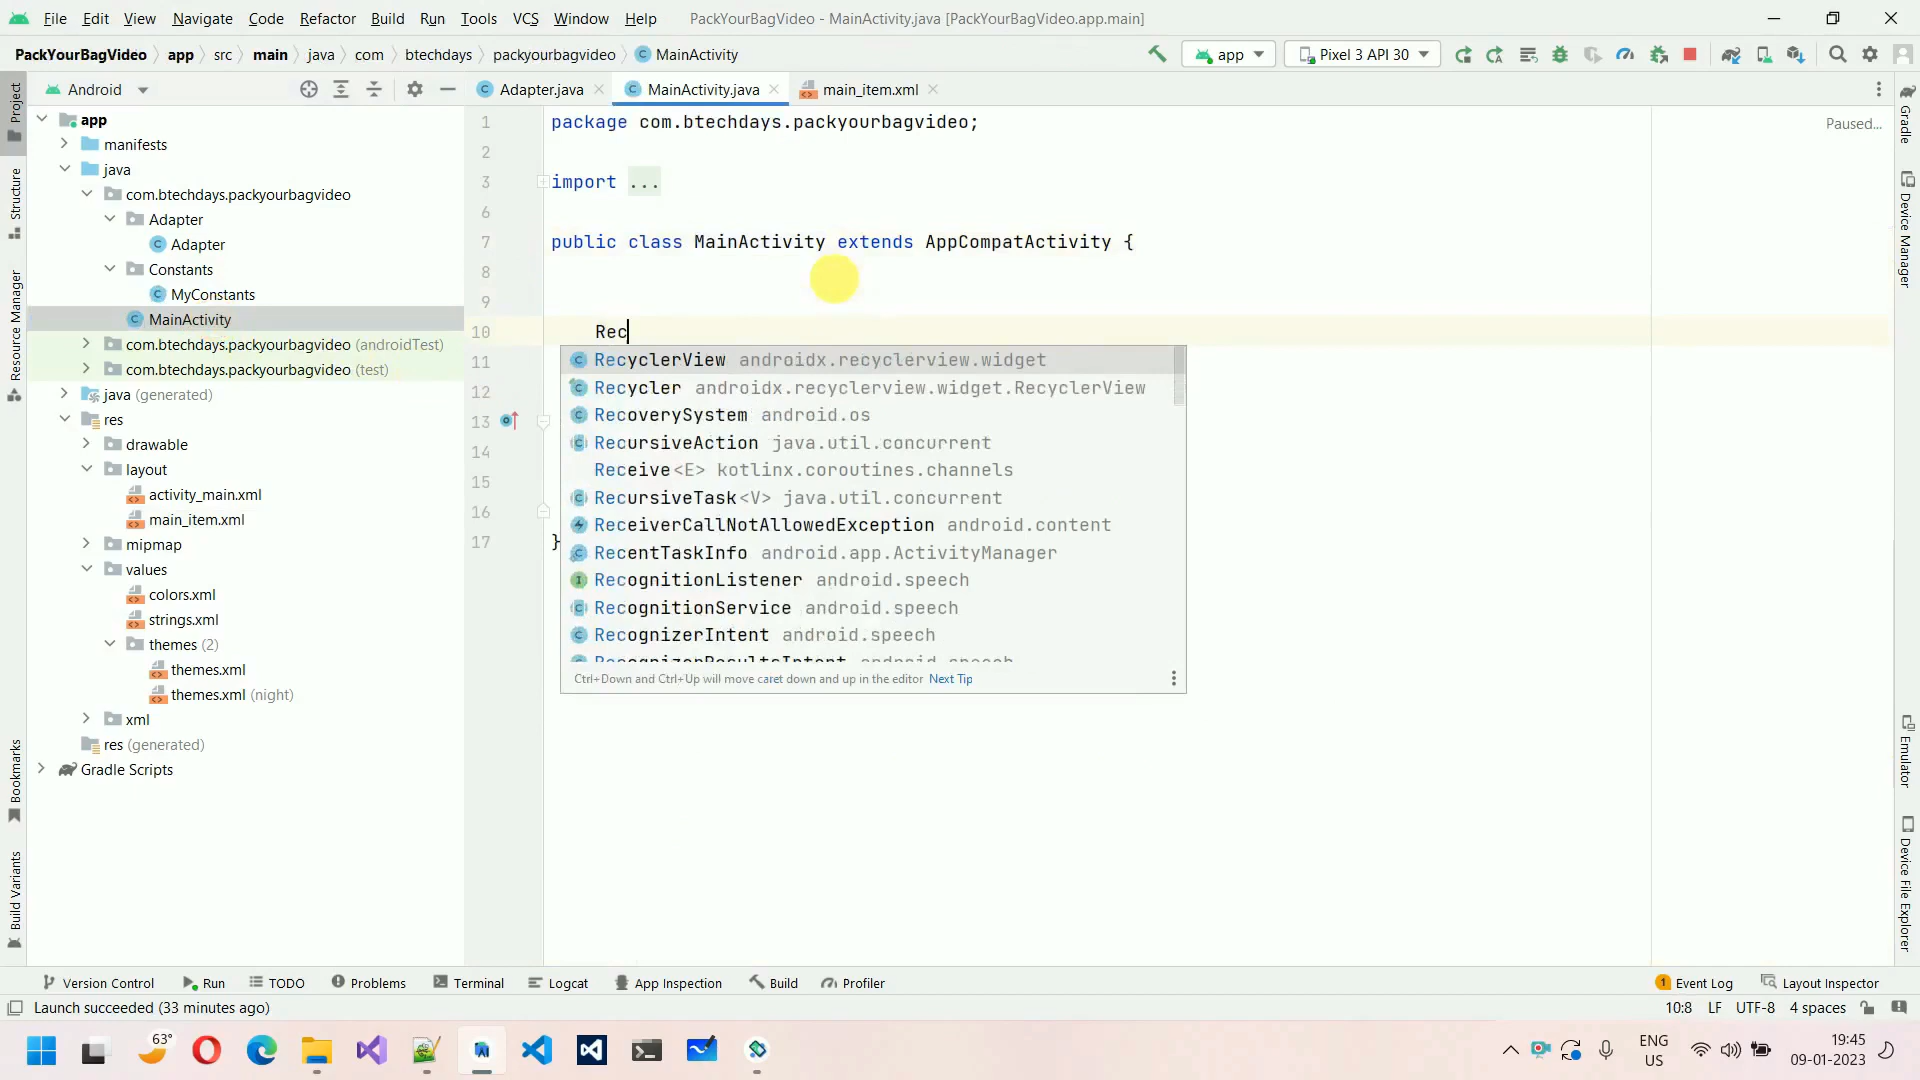 File Edit View Navigate Code Refactor Build Run Tools VCS Window Help PackYourBagVideo - MainActivity.java [PackYourBagVideo.app.main]
PackYourBagVideo app src main java com btechdays packyourbagvideo MainActivity app Pixel 3 API 30
Android Adapter.java MainActivity.java main_item.xml
Project
Structure
Resource Manager
Bookmarks
Build Variants
app
manifests
java
com.btechdays.packyourbagvideo
Adapter
Adapter
Constants
MyConstants
MainActivity
com.btechdays.packyourbagvideo (androidTest)
com.btechdays.packyourbagvideo (test)
java (generated)
res
drawable
layout
activity_main.xml
main_item.xml
mipmap
values
colors.xml
strings.xml
themes (2)
themes.xml
themes.xml (night)
xml
res (generated)
Gradle Scripts
1 package com.btechdays.packyourbagvideo;
2
3 import ...
6
7 public class MainActivity extends AppCompatActivity {
8
9
10 Rec
11
12
13
14
15
16
17 }
RecyclerView androidx.recyclerview.widget
Recycler androidx.recyclerview.widget.RecyclerView
RecoverySystem android.os
RecursiveAction java.util.concurrent
Receive<E> kotlinx.coroutines.channels
RecursiveTask<V> java.util.concurrent
ReceiverCallNotAllowedException android.content
RecentTaskInfo android.app.ActivityManager
RecognitionListener android.speech
RecognitionService android.speech
RecognizerIntent android.speech
RecognizerResultsIntent android.speech
Ctrl+Down and Ctrl+Up will move caret down and up in the editor Next Tip
Paused...
Gradle
Device Manager
Emulator
Device File Explorer
Version Control Run TODO Problems Terminal Logcat App Inspection Build Profiler 1 Event Log Layout Inspector
Launch succeeded (33 minutes ago) 10:8 LF UTF-8 4 spaces
63°
ENG
US
19:45
09-01-2023